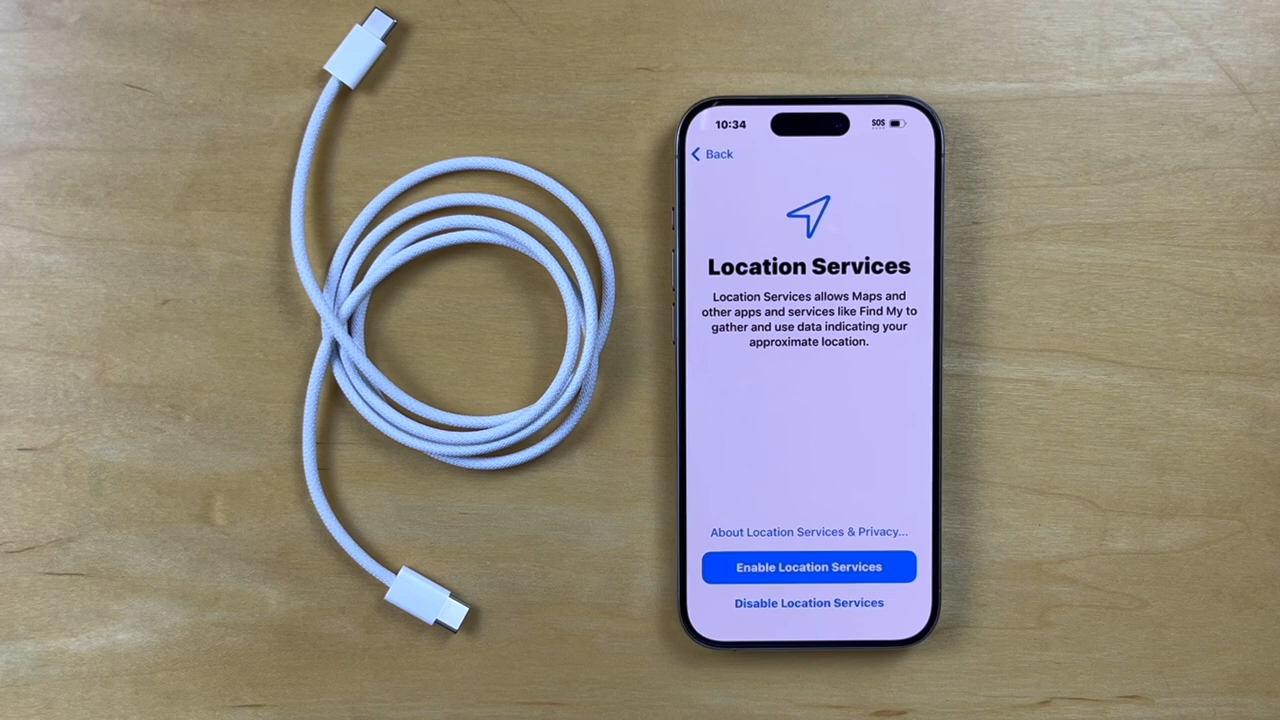 10:34
SOS
Back
Location Services
Location Services allows Maps and
other apps and services like Find My to
gather and use data indicating your
approximate location.
About Location Services & Privacy...
Enable Location Services
Disable Location Services